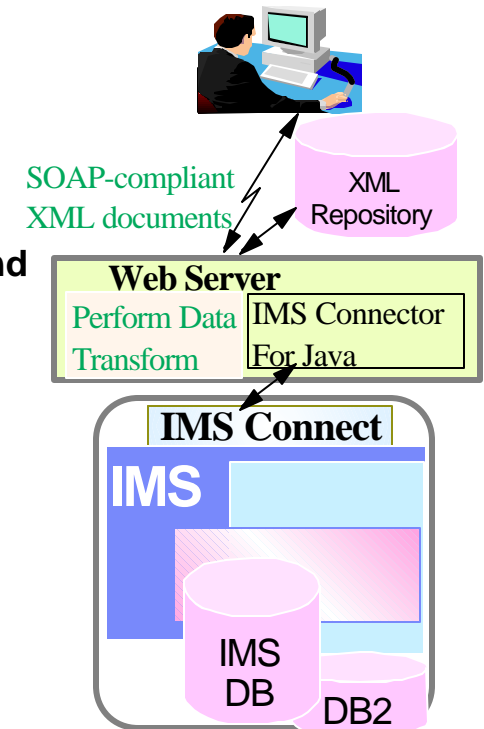 SOAP-compliant
XML documents
XML
Repository
nd
Web Server
Perform Data
Transform
IMS Connector
For Java
IMS Connect
IMS
IMS
DB
DB2